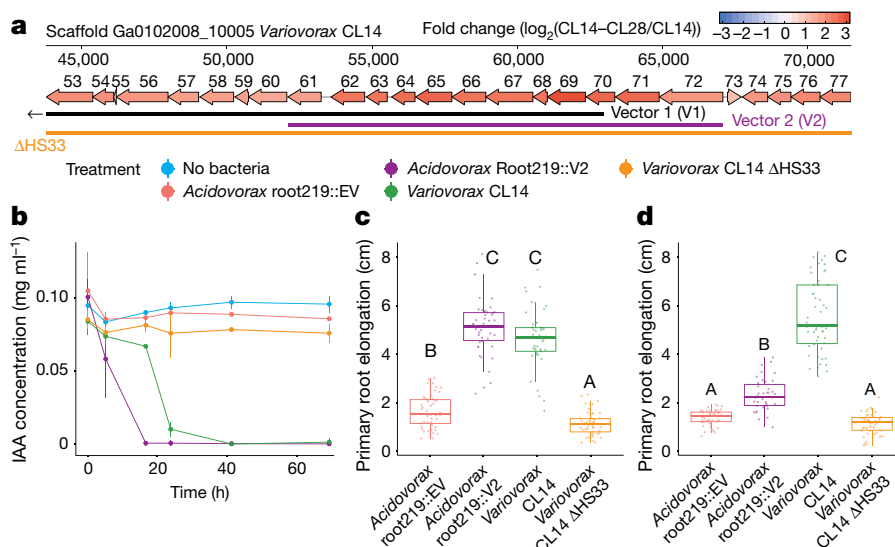 a
Scaffold Ga0102008_10005 Variovorax CL14
Fold change (log2(CL14–CL28/CL14))
−3 −2 −1 0 1 2 3
45,000 50,000 55,000 60,000 65,000 70,000
53 54 55 56 57 58 59 60 61 62 63 64 65 66 67 68 69 70 71 72 73 74 75 76 77
←
Vector 1 (V1)
Vector 2 (V2)
ΔHS33
Treatment
No bacteria
Acidovorax Root219::V2
Variovorax CL14 ΔHS33
Acidovorax root219::EV
Variovorax CL14
b
IAA concentration (mg ml−1)
0.10
0.05
0
0 20 40 60
Time (h)
c
Primary root elongation (cm)
8
6
4
2
0
B
C
C
A
Acidovorax
root219::EV
Acidovorax
root219::V2
Variovorax
CL14
Variovorax
CL14 ΔHS33
d
Primary root elongation (cm)
8
6
4
2
0
A
B
C
A
Acidovorax
root219::EV
Acidovorax
root219::V2
Variovorax
CL14
Variovorax
CL14 ΔHS33